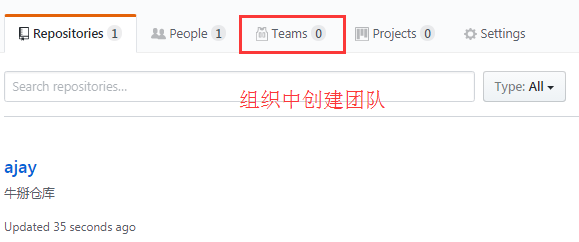 Repositories 1 People 1 Teams 0 Projects 0 Settings
Search repositories... Type: All
组织中创建团队
ajay
牛掰仓库
Updated 35 seconds ago